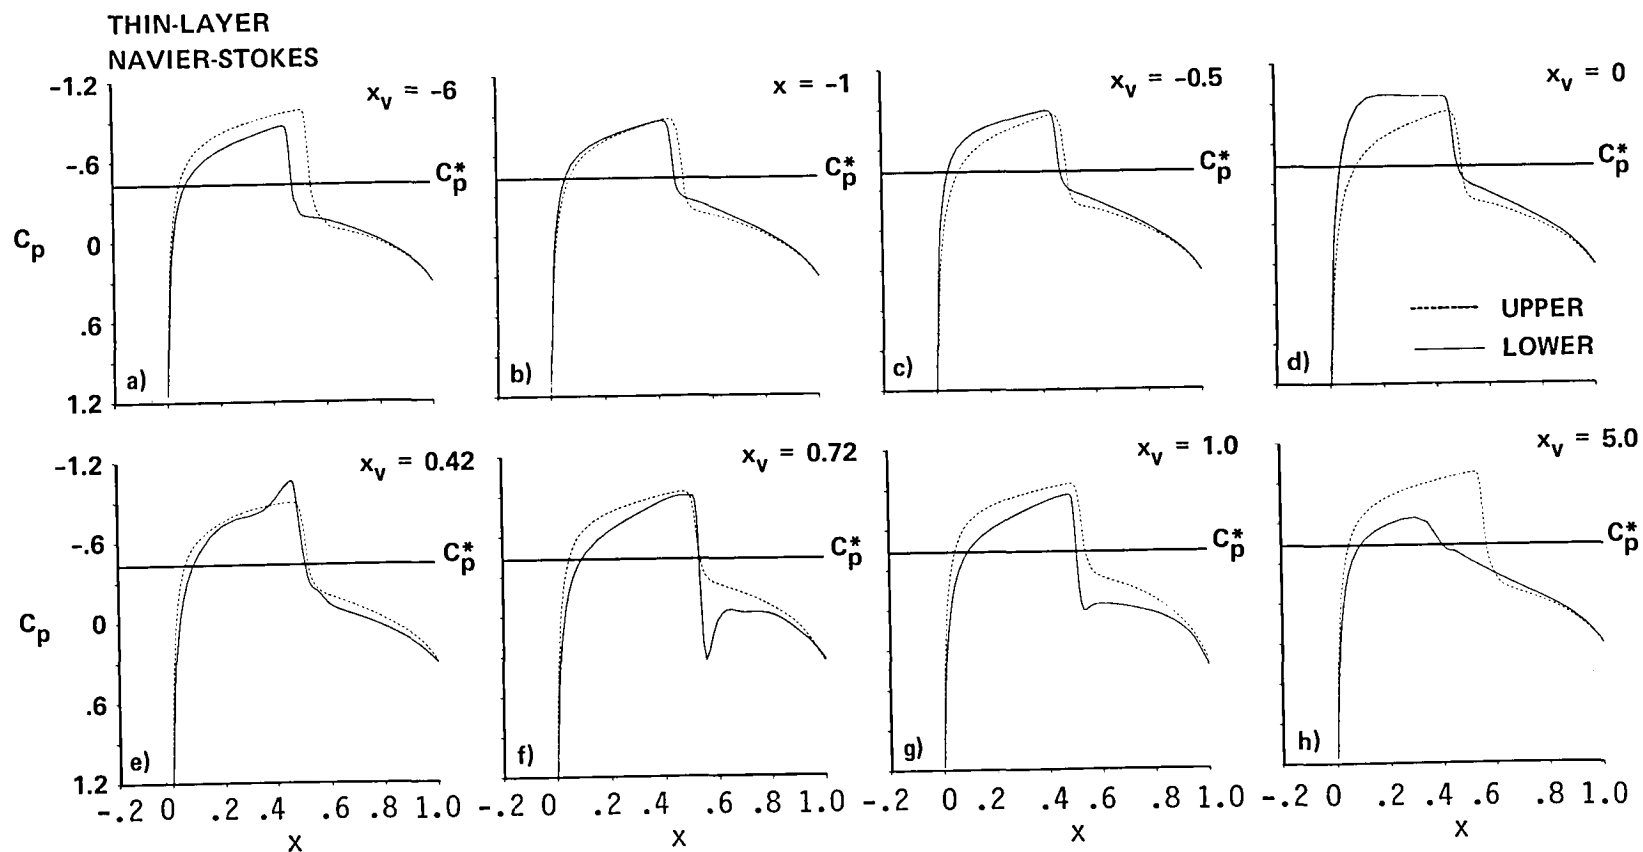 THIN-LAYER
NAVIER-STOKES
x_v = -6
x = -1
x_v = -0.5
x_v = 0
-1.2
-.6
0
.6
1.2
C_p
C_p*
C_p*
C_p*
C_p*
UPPER
LOWER
a)
b)
c)
d)
x_v = 0.42
x_v = 0.72
x_v = 1.0
x_v = 5.0
-1.2
-.6
0
.6
1.2
C_p
C_p*
C_p*
C_p*
C_p*
e)
f)
g)
h)
-.2 0 .2 .4 .6 .8 1.0
-.2 0 .2 .4 .6 .8 1.0
-.2 0 .2 .4 .6 .8 1.0
-.2 0 .2 .4 .6 .8 1.0
X
X
X
X